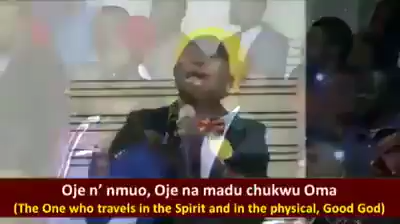 Oje n' nmuo, Oje na madu chukwu Oma
(The One who travels in the Spirit and in the physical, Good God)